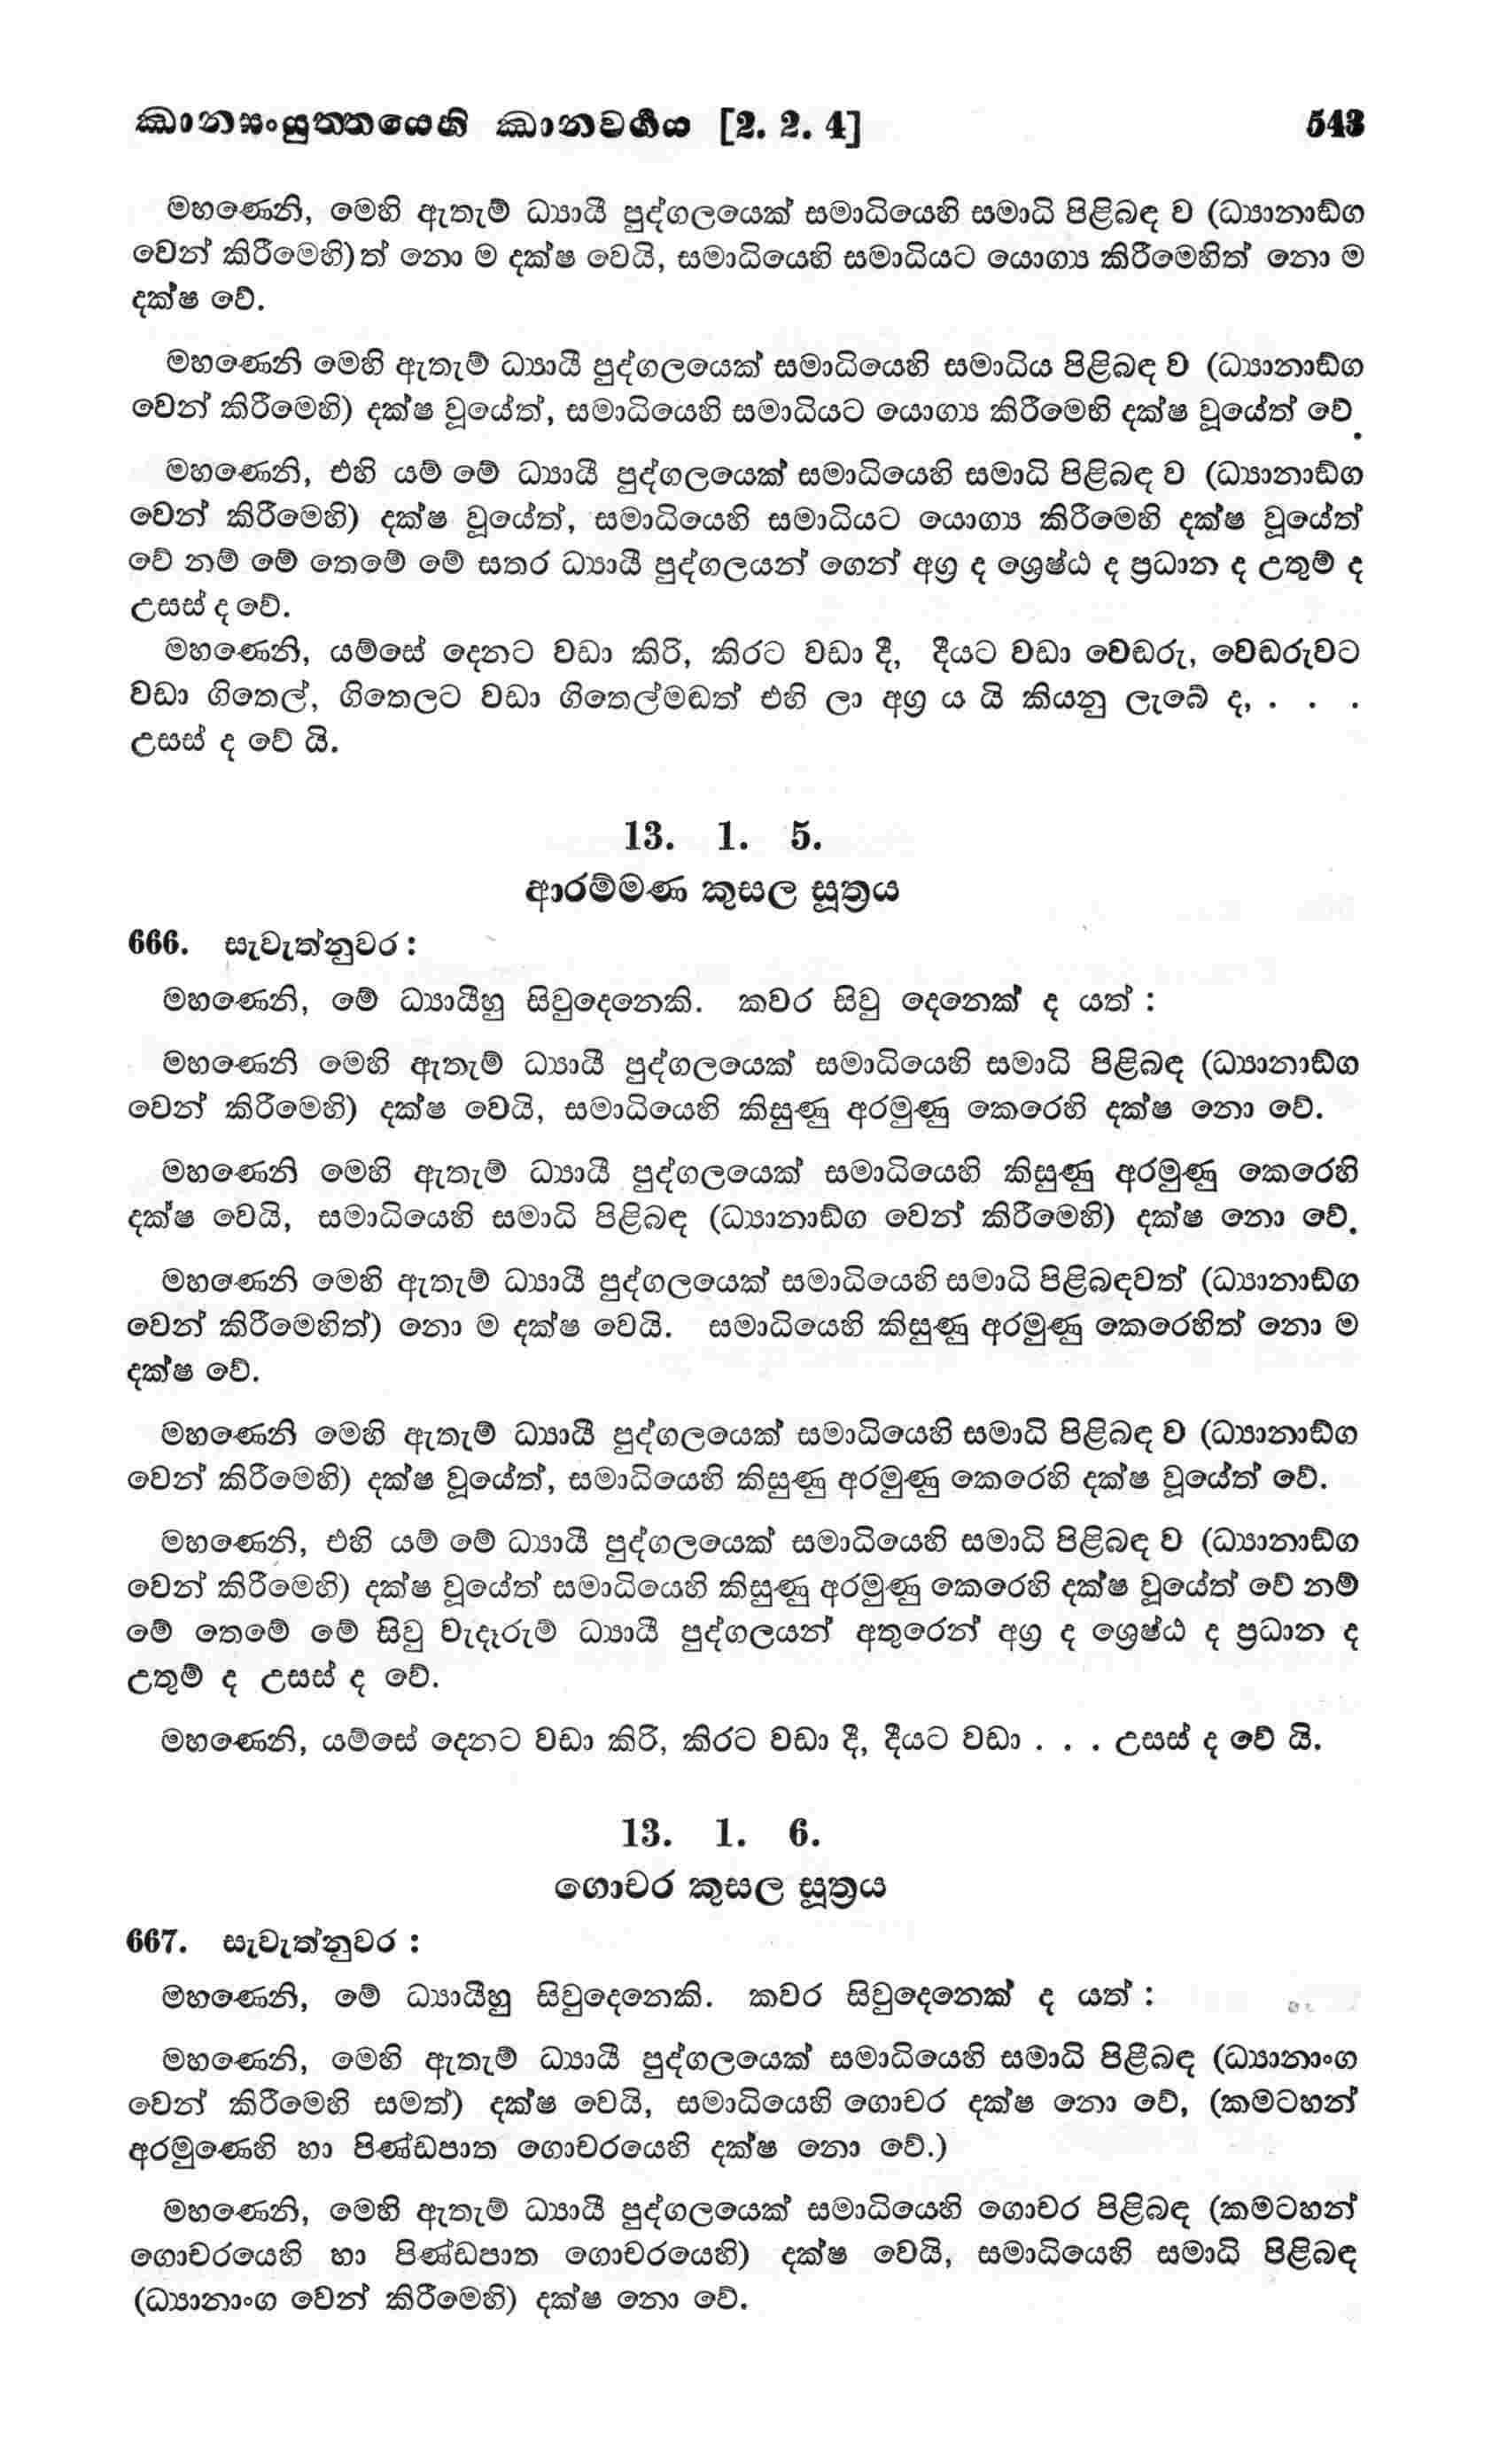 ඣානසංයුත්තයෙහි ඣානවර්ගය [2. 2. 4] 543
මහණෙනි, මෙහි ඇතැම් ධ්‍යායී පුද්ගලයෙක් සමාධියෙහි සමාධි පිළිබඳ ව (ධ්‍යානාඞ්ග
වෙන් කිරීමෙහි)ත් නො ම දක්ෂ වෙයි, සමාධියෙහි සමාධියට යොග්‍ය කිරීමෙහිත් නො ම
දක්ෂ වේ.
මහණෙනි මෙහි ඇතැම් ධ්‍යායී පුද්ගලයෙක් සමාධියෙහි සමාධිය පිළිබඳ ව (ධ්‍යානාඞ්ග
වෙන් කිරීමෙහි) දක්ෂ වූයේත්, සමාධියෙහි සමාධියට යොග්‍ය කිරීමෙහි දක්ෂ වූයේත් වේ.
මහණෙනි, එහි යම් මේ ධ්‍යායී පුද්ගලයෙක් සමාධියෙහි සමාධි පිළිබඳ ව (ධ්‍යානාඞ්ග
වෙන් කිරීමෙහි) දක්ෂ වූයේත්, සමාධියෙහි සමාධියට යොග්‍ය කිරීමෙහි දක්ෂ වූයේත්
වේ නම් මේ තෙමේ මේ සතර ධ්‍යායී පුද්ගලයන් ගෙන් අග්‍ර ද ශ්‍රෙෂ්ඨ ද ප්‍රධාන ද උතුම් ද
උසස් ද වේ.
මහණෙනි, යම්සේ දෙනට වඩා කිරි, කිරට වඩා දී, දීයට වඩා වෙඬරු, වෙඬරුවට
වඩා ගිතෙල්, ගිතෙලට වඩා ගිතෙල්මඬත් එහි ලා අග්‍ර ය යි කියනු ලැබේ ද, . . .
උසස් ද වේ යි.
13. 1. 5.
ආරම්මණ කුසල සූත්‍රය
666. සැවැත්නුවර :
මහණෙනි, මේ ධ්‍යායීහු සිවුදෙනෙකි. කවර සිවු දෙනෙක් ද යත් :
මහණෙනි මෙහි ඇතැම් ධ්‍යායී පුද්ගලයෙක් සමාධියෙහි සමාධි පිළිබඳ (ධ්‍යානාඞ්ග
වෙන් කිරීමෙහි) දක්ෂ වෙයි, සමාධියෙහි කිසුණු අරමුණු කෙරෙහි දක්ෂ නො වේ.
මහණෙනි මෙහි ඇතැම් ධ්‍යායී පුද්ගලයෙක් සමාධියෙහි කිසුණු අරමුණු කෙරෙහි
දක්ෂ වෙයි, සමාධියෙහි සමාධි පිළිබඳ (ධ්‍යානාඞ්ග වෙන් කිරීමෙහි) දක්ෂ නො වේ.
මහණෙනි මෙහි ඇතැම් ධ්‍යායී පුද්ගලයෙක් සමාධියෙහි සමාධි පිළිබඳවත් (ධ්‍යානාඞ්ග
වෙන් කිරීමෙහිත්) නො ම දක්ෂ වෙයි. සමාධියෙහි කිසුණු අරමුණු කෙරෙහිත් නො ම
දක්ෂ වේ.
මහණෙනි මෙහි ඇතැම් ධ්‍යායී පුද්ගලයෙක් සමාධියෙහි සමාධි පිළිබඳ ව (ධ්‍යානාඞ්ග
වෙන් කිරීමෙහි) දක්ෂ වූයේත්, සමාධියෙහි කිසුණු අරමුණු කෙරෙහි දක්ෂ වූයේත් වේ.
මහණෙනි, එහි යම් මේ ධ්‍යායී පුද්ගලයෙක් සමාධියෙහි සමාධි පිළිබඳ ව (ධ්‍යානාඞ්ග
වෙන් කිරීමෙහි) දක්ෂ වූයේත් සමාධියෙහි කිසුණු අරමුණු කෙරෙහි දක්ෂ වූයේත් වේ නම්
මේ තෙමේ මේ සිවු වැදෑරුම් ධ්‍යායී පුද්ගලයන් අතුරෙන් අග්‍ර ද ශ්‍රෙෂ්ඨ ද ප්‍රධාන ද
උතුම් ද උසස් ද වේ.
මහණෙනි, යම්සේ දෙනට වඩා කිරි, කිරට වඩා දී, දීයට වඩා . . . උසස් ද වේ යි.
13. 1. 6.
ගොචර කුසල සූත්‍රය
667. සැවැත්නුවර :
මහණෙනි, මේ ධ්‍යායීහු සිවුදෙනෙකි. කවර සිවුදෙනෙක් ද යත් :
මහණෙනි, මෙහි ඇතැම් ධ්‍යායී පුද්ගලයෙක් සමාධියෙහි සමාධි පිළීබඳ (ධ්‍යානාංග
වෙන් කිරීමෙහි සමත්) දක්ෂ වෙයි, සමාධියෙහි ගොචර දක්ෂ නො වේ, (කමටහන්
අරමුණෙහි හා පිණ්ඩපාත ගොචරයෙහි දක්ෂ නො වේ.)
මහණෙනි, මෙහි ඇතැම් ධ්‍යායී පුද්ගලයෙක් සමාධියෙහි ගොචර පිළිබඳ (කමටහන්
ගොචරයෙහි හා පිණ්ඩපාත ගොචරයෙහි) දක්ෂ වෙයි, සමාධියෙහි සමාධි පිළිබඳ
(ධ්‍යානාංග වෙන් කිරීමෙහි) දක්ෂ නො වේ.